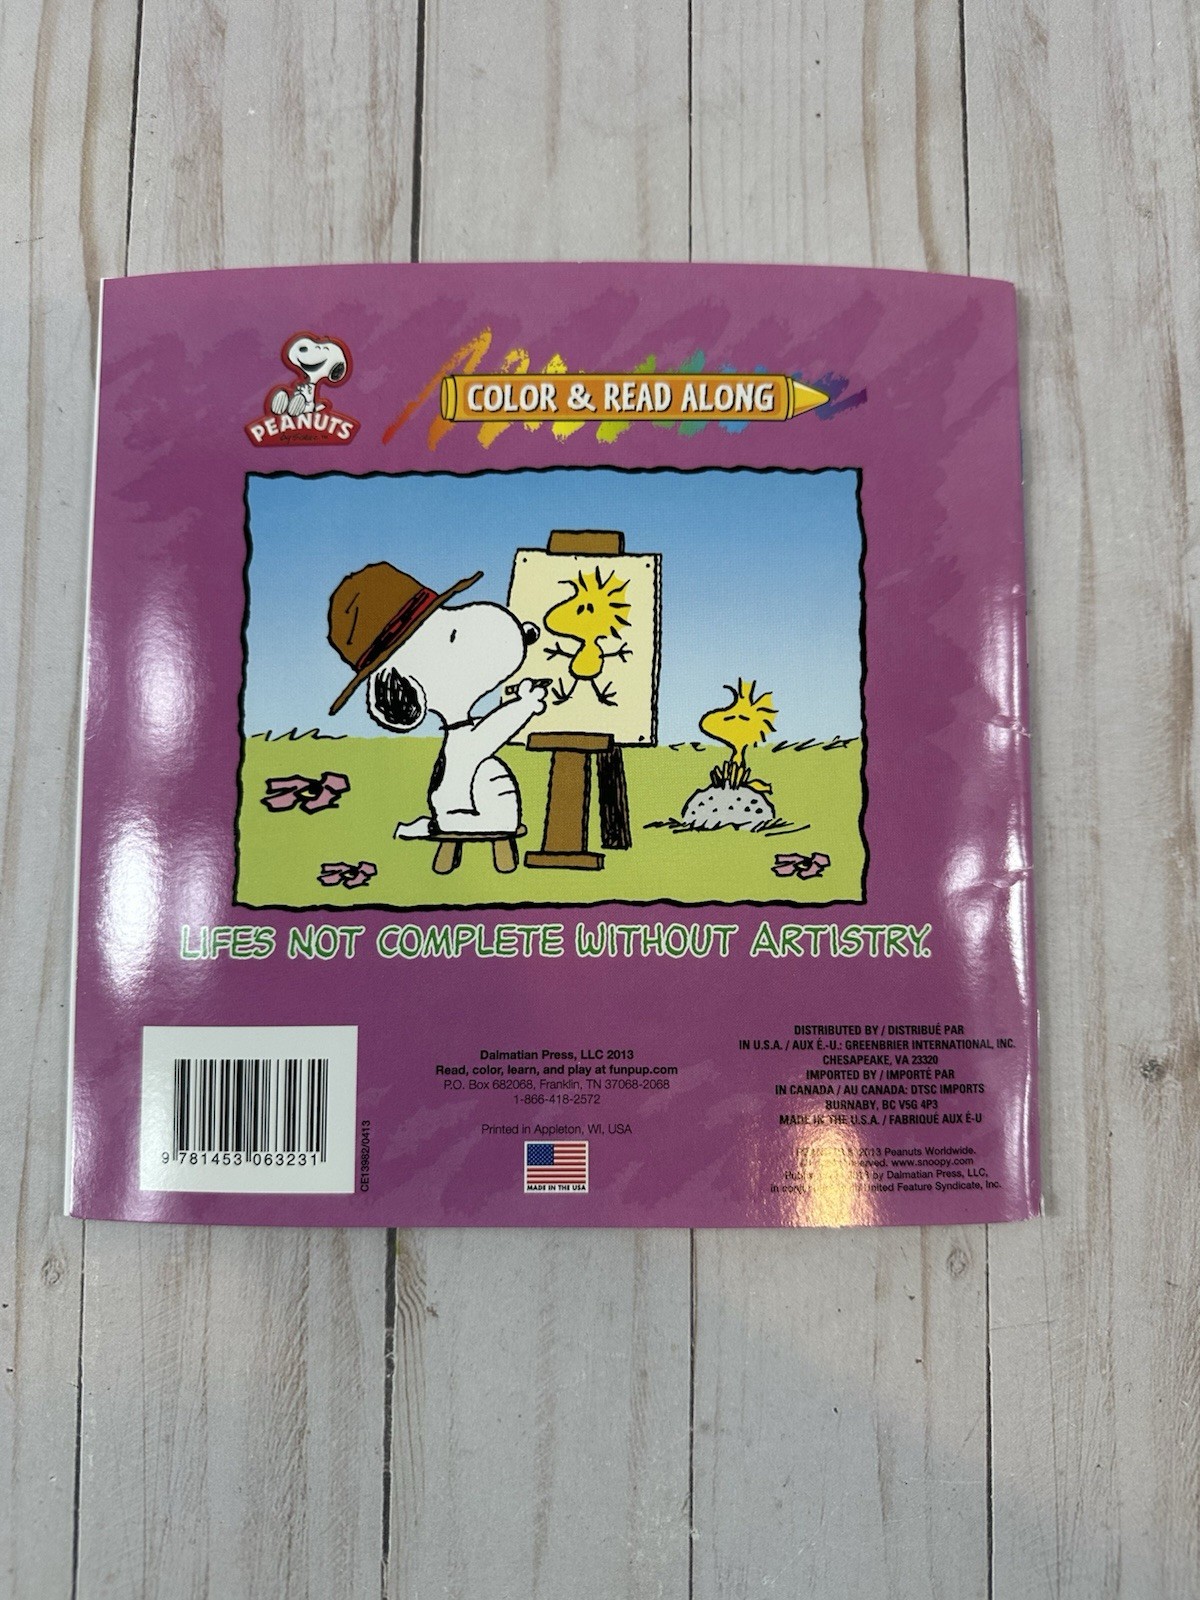 PEANUTS
by Schulz
COLOR & READ ALONG
LIFE'S NOT COMPLETE WITHOUT ARTISTRY.
9 781453 063231
CE13982/0413
Dalmatian Press, LLC 2013
Read, color, learn, and play at funpup.com
P.O. Box 682068, Franklin, TN 37068-2068
1-866-418-2572
Printed in Appleton, WI, USA
MADE IN THE USA
DISTRIBUTED BY / DISTRIBUÉ PAR
IN U.S.A. / AUX É.-U.: GREENBRIER INTERNATIONAL, INC.
CHESAPEAKE, VA 23320
IMPORTED BY / IMPORTÉ PAR
IN CANADA / AU CANADA: DTSC IMPORTS
BURNABY, BC V5G 4P3
MADE IN THE U.S.A. / FABRIQUÉ AUX É-U
2013 Peanuts Worldwide.
www.snoopy.com
by Dalmatian Press, LLC,
in United Feature Syndicate, Inc.